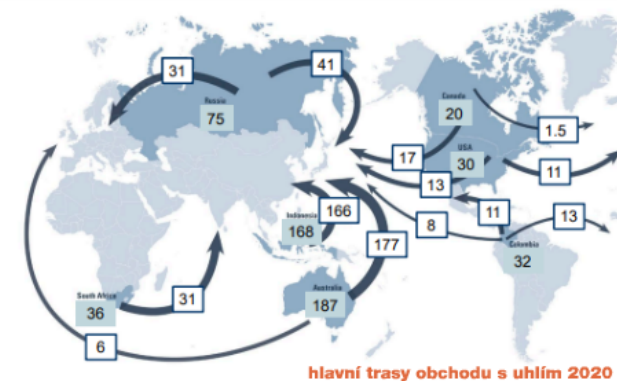 31
41
Russia
75
Canada
20
1.5
17
USA
30
11
13
11
13
8
Indonesia
166
168
177
Colombia
32
South Africa
36
31
Australia
187
6
hlavní trasy obchodu s uhlím 2020